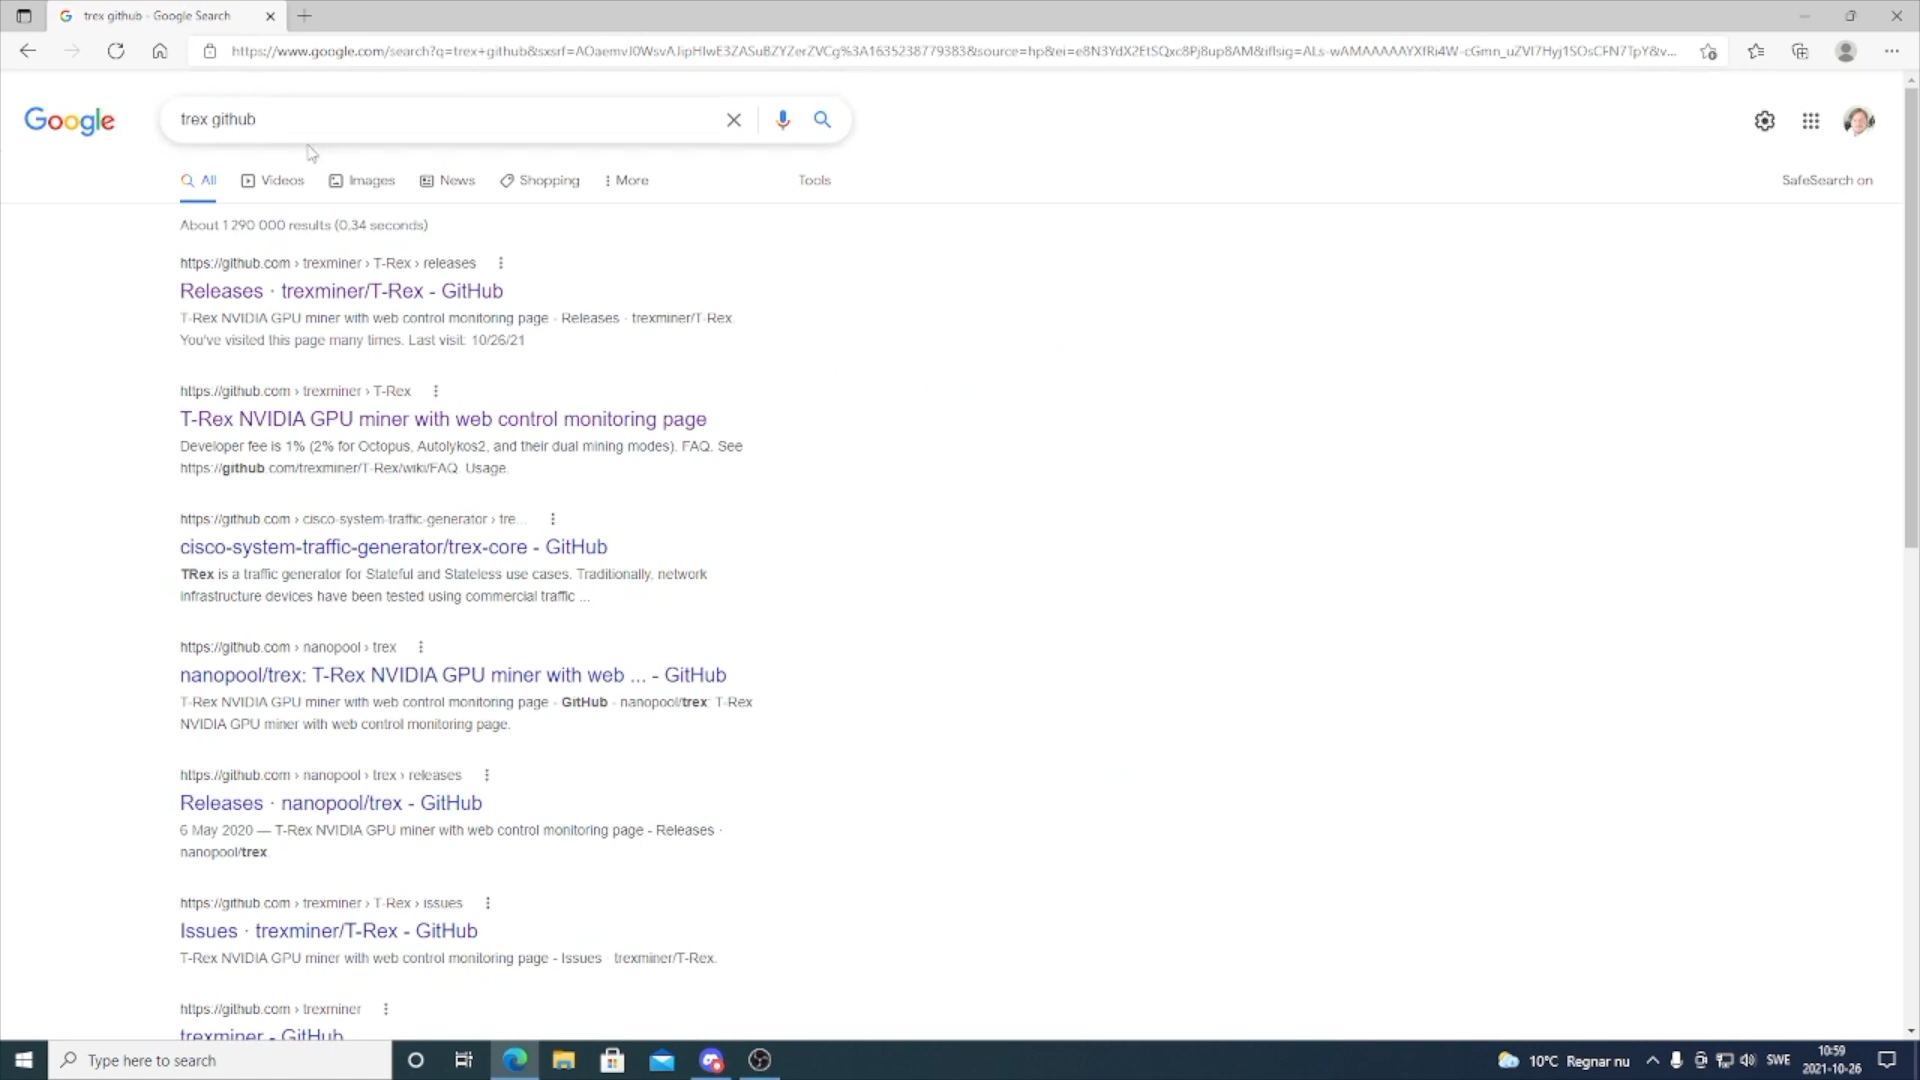 trex github - Google Search
https://www.google.com/search?q=trex+github&sxsrf=AOaemvJ0WsvAJipHIwE3ZASuBZYZerZVCg%3A1635238779383&source=hp&ei=e8N3YdX2EtSQxc8Pj8up8AM&iflsig=ALs-wAMAAAAAYXfRi4W-cGmn_uZVI7Hyj1SOsCFN7TpY&v...
Google
trex github
All Videos Images News Shopping More Tools SafeSearch on
About 1 290 000 results (0,34 seconds)
https://github.com › trexminer › T-Rex › releases
Releases · trexminer/T-Rex - GitHub
T-Rex NVIDIA GPU miner with web control monitoring page - Releases · trexminer/T-Rex.
You've visited this page many times. Last visit: 10/26/21
https://github.com › trexminer › T-Rex
T-Rex NVIDIA GPU miner with web control monitoring page
Developer fee is 1% (2% for Octopus, Autolykos2, and their dual mining modes). FAQ. See
https://github.com/trexminer/T-Rex/wiki/FAQ. Usage.
https://github.com › cisco-system-traffic-generator › tre...
cisco-system-traffic-generator/trex-core - GitHub
TRex is a traffic generator for Stateful and Stateless use cases. Traditionally, network
infrastructure devices have been tested using commercial traffic ...
https://github.com › nanopool › trex
nanopool/trex: T-Rex NVIDIA GPU miner with web ... - GitHub
T-Rex NVIDIA GPU miner with web control monitoring page - GitHub - nanopool/trex: T-Rex
NVIDIA GPU miner with web control monitoring page.
https://github.com › nanopool › trex › releases
Releases · nanopool/trex - GitHub
6 May 2020 — T-Rex NVIDIA GPU miner with web control monitoring page - Releases ·
nanopool/trex.
https://github.com › trexminer › T-Rex › issues
Issues · trexminer/T-Rex - GitHub
T-Rex NVIDIA GPU miner with web control monitoring page - Issues · trexminer/T-Rex.
https://github.com › trexminer
trexminer - GitHub
Type here to search
10°C Regnar nu
SWE
10:59
2021-10-26